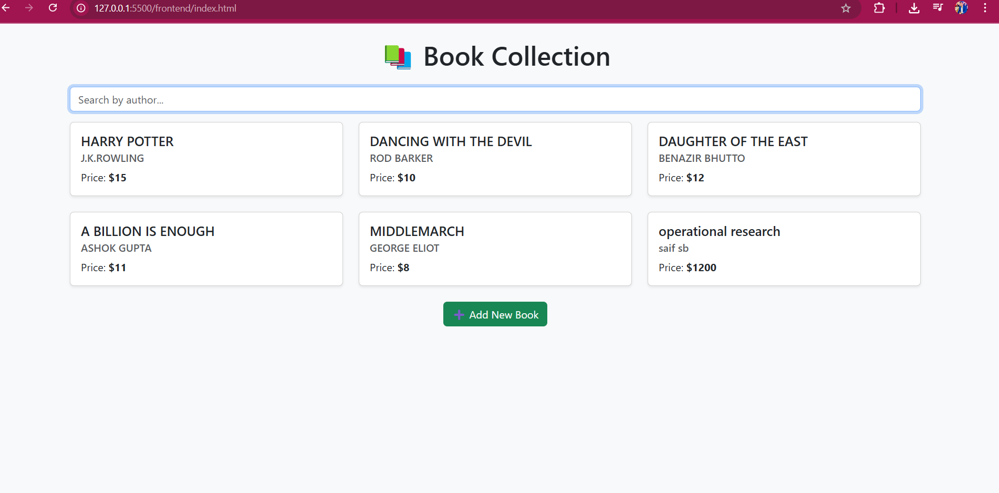 127.0.0.1:5500/frontend/index.html
Book Collection
Search by author...
HARRY POTTER
J.K.ROWLING
Price: $15
DANCING WITH THE DEVIL
ROD BARKER
Price: $10
DAUGHTER OF THE EAST
BENAZIR BHUTTO
Price: $12
A BILLION IS ENOUGH
ASHOK GUPTA
Price: $11
MIDDLEMARCH
GEORGE ELIOT
Price: $8
operational research
saif sb
Price: $1200
Add New Book